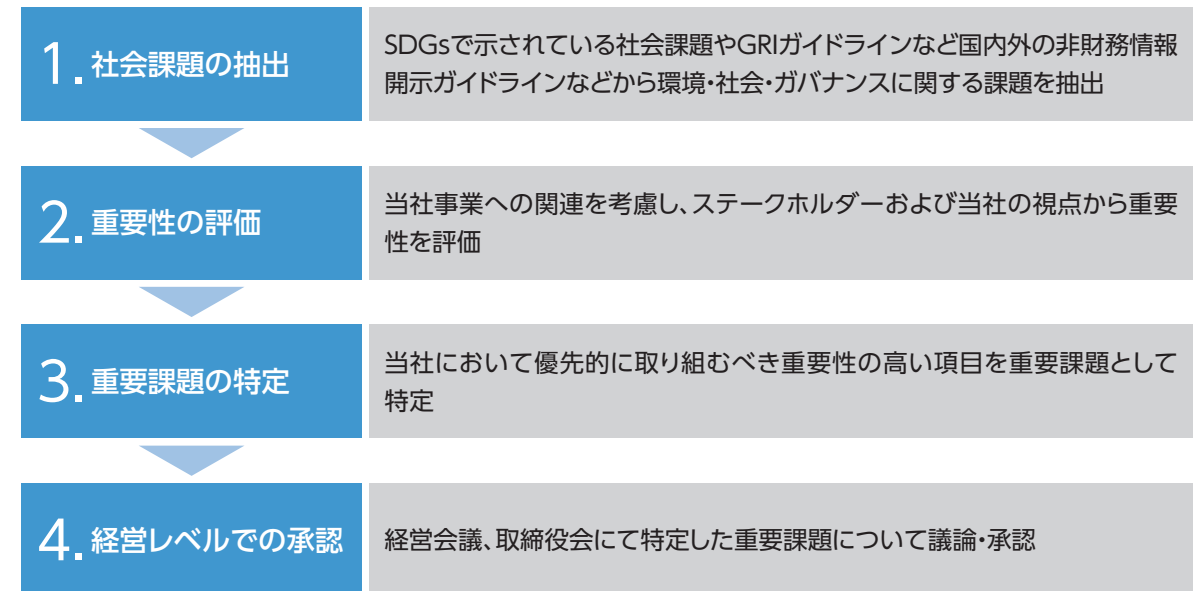 1. 社会課題の抽出
SDGsで示されている社会課題やGRIガイドラインなど国内外の非財務情報
開示ガイドラインなどから環境・社会・ガバナンスに関する課題を抽出
2. 重要性の評価
当社事業への関連を考慮し、ステークホルダーおよび当社の視点から重要
性を評価
3. 重要課題の特定
当社において優先的に取り組むべき重要性の高い項目を重要課題として
特定
4. 経営レベルでの承認
経営会議、取締役会にて特定した重要課題について議論・承認